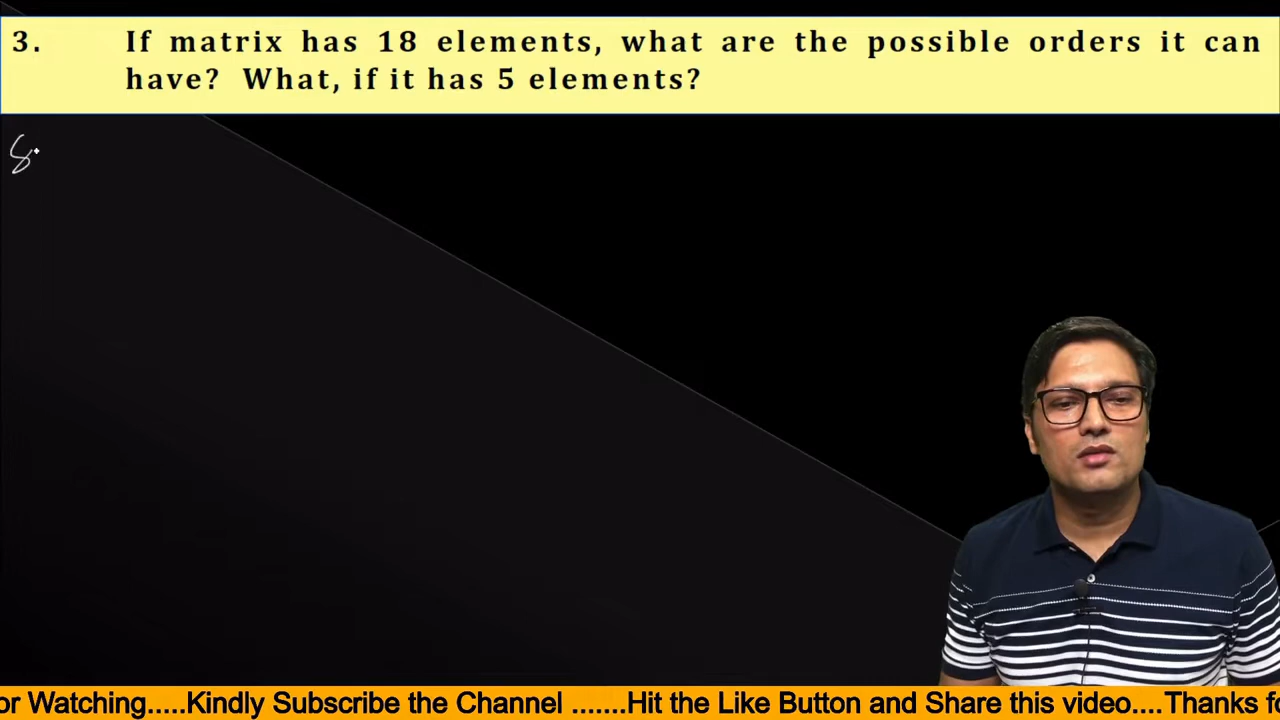 3. If matrix has 18 elements, what are the possible orders it can
have? What, if it has 5 elements?
S
or Watching.....Kindly Subscribe the Channel .......Hit the Like Button and Share this video....Thanks fo